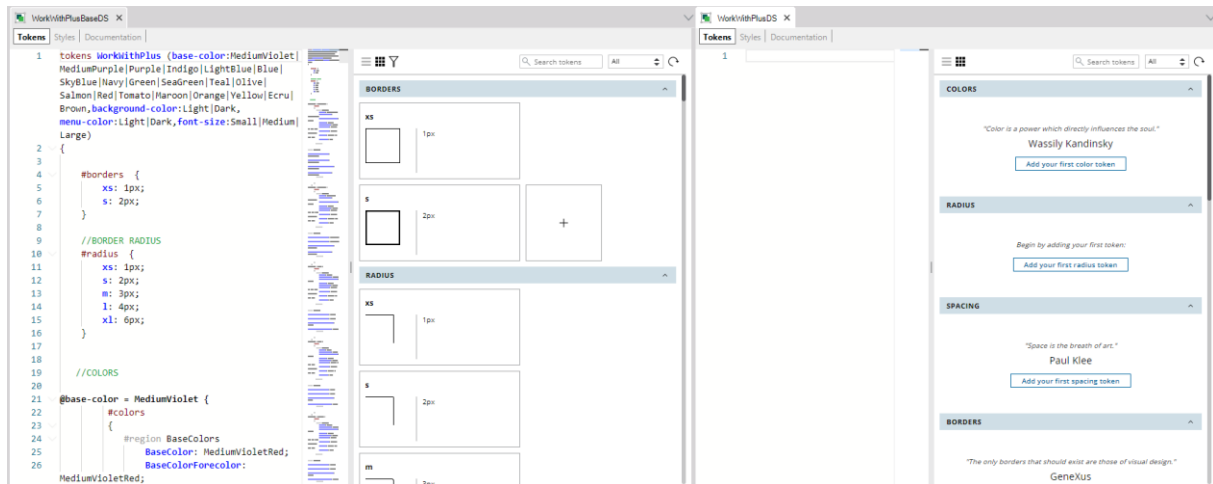 WorkWithPlusBaseDS ×
Tokens Styles Documentation
1 tokens WorkWithPlus (base-color:MediumViolet|
MediumPurple|Purple|Indigo|LightBlue|Blue|
SkyBlue|Navy|Green|SeaGreen|Teal|Olive|
Salmon|Red|Tomato|Maroon|Orange|Yellow|Ecru|
Brown,background-color:Light|Dark,
menu-color:Light|Dark,font-size:Small|Medium|
Large)
2 {
3
4 #borders {
5 xs: 1px;
6 s: 2px;
7 }
8
9 //BORDER RADIUS
10 #radius {
11 xs: 1px;
12 s: 2px;
13 m: 3px;
14 l: 4px;
15 xl: 6px;
16 }
17
18
19 //COLORS
20
21 @base-color = MediumViolet {
22 #colors
23 {
24 #region BaseColors
25 BaseColor: MediumVioletRed;
26 BaseColorForecolor:
MediumVioletRed;
Search tokens All
BORDERS
xs
1px
s
2px
+
RADIUS
xs
1px
s
2px
m
3px
WorkWithPlusDS ×
Tokens Styles Documentation
1
Search tokens All
COLORS
"Color is a power which directly influences the soul."
Wassily Kandinsky
Add your first color token
RADIUS
Begin by adding your first token:
Add your first radius token
SPACING
"Space is the breath of art."
Paul Klee
Add your first spacing token
BORDERS
"The only borders that should exist are those of visual design."
GeneXus